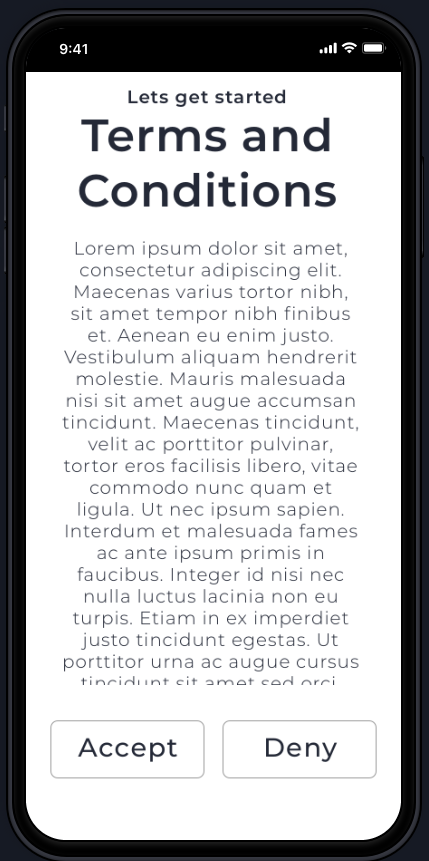 9:41
Lets get started
Terms and
Conditions
Lorem ipsum dolor sit amet,
consectetur adipiscing elit.
Maecenas varius tortor nibh,
sit amet tempor nibh finibus
et. Aenean eu enim justo.
Vestibulum aliquam hendrerit
molestie. Mauris malesuada
nisi sit amet augue accumsan
tincidunt. Maecenas tincidunt,
velit ac porttitor pulvinar,
tortor eros facilisis libero, vitae
commodo nunc quam et
ligula. Ut nec ipsum sapien.
Interdum et malesuada fames
ac ante ipsum primis in
faucibus. Integer id nisi nec
nulla luctus lacinia non eu
turpis. Etiam in ex imperdiet
justo tincidunt egestas. Ut
porttitor urna ac augue cursus
tincidunt sit amet sed orci.
Accept Deny